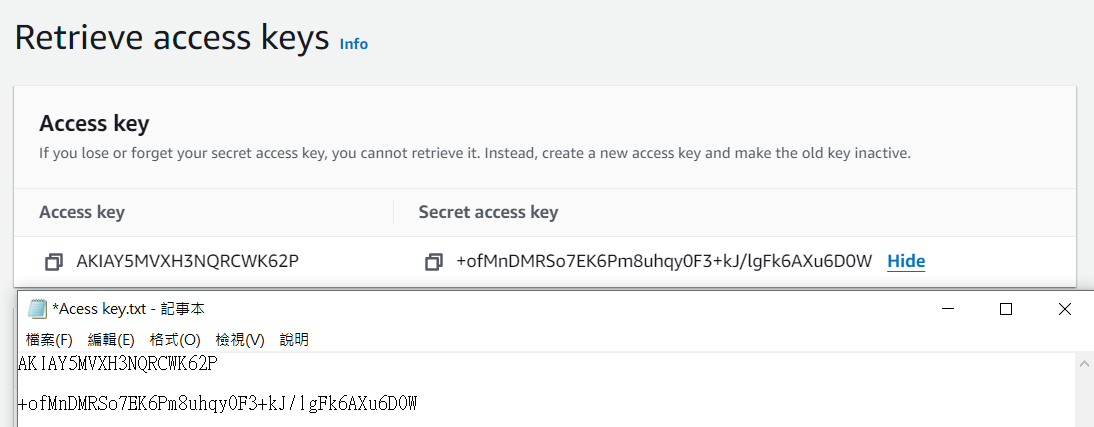 Retrieve access keys Info
Access key
If you lose or forget your secret access key, you cannot retrieve it. Instead, create a new access key and make the old key inactive.
Access key Secret access key
AKIAY5MVXH3NQRCWK62P +ofMnDMRSo7EK6Pm8uhqy0F3+kJ/lgFk6AXu6D0W Hide
*Acess key.txt - 記事本
檔案(F) 編輯(E) 格式(O) 檢視(V) 說明
AKIAY5MVXH3NQRCWK62P
+ofMnDMRSo7EK6Pm8uhqy0F3+kJ/lgFk6AXu6D0W